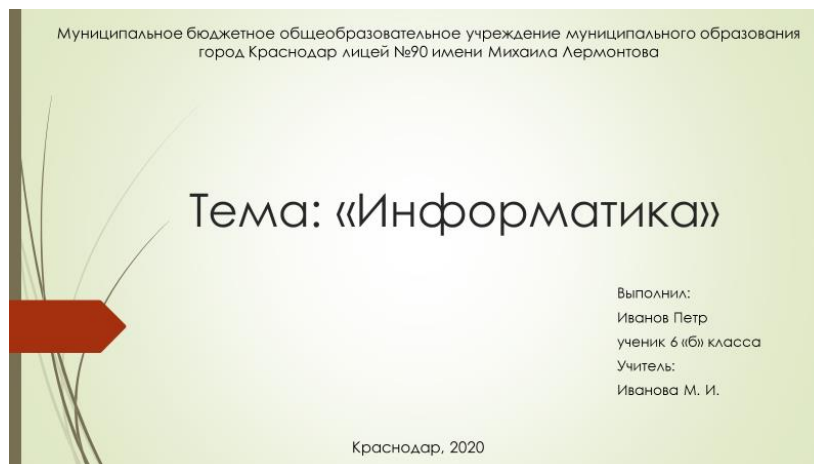 Муниципальное бюджетное общеобразовательное учреждение муниципального образования
город Краснодар лицей №90 имени Михаила Лермонтова
Тема: «Информатика»
Выполнил:
Иванов Петр
ученик 6 «б» класса
Учитель:
Иванова М. И.
Краснодар, 2020